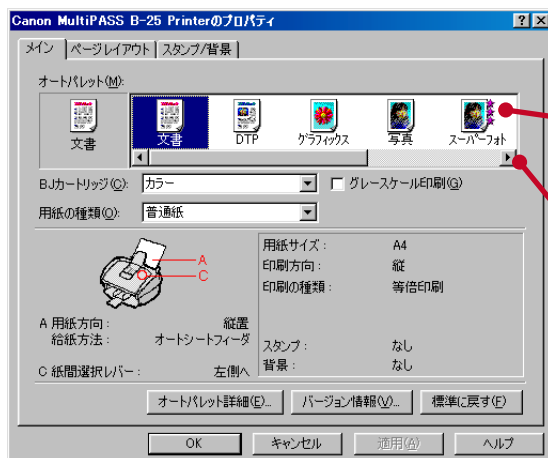 Canon MultiPASS B-25 Printerのプロパティ
メイン ページレイアウト スタンプ/背景
オートパレット(M):
文書 文書 DTP グラフィックス 写真 スーパーフォト
BJカートリッジ(C): カラー グレースケール印刷(G)
用紙の種類(O): 普通紙
A
C
用紙サイズ： A4
印刷方向： 縦
印刷の種類： 等倍印刷
A 用紙方向： 縦置
給紙方法： オートシートフィーダ
スタンプ： なし
C 紙間選択レバー： 左側へ
背景： なし
オートパレット詳細(E)... バージョン情報(V)... 標準に戻す(F)
OK キャンセル 適用(A) ヘルプ